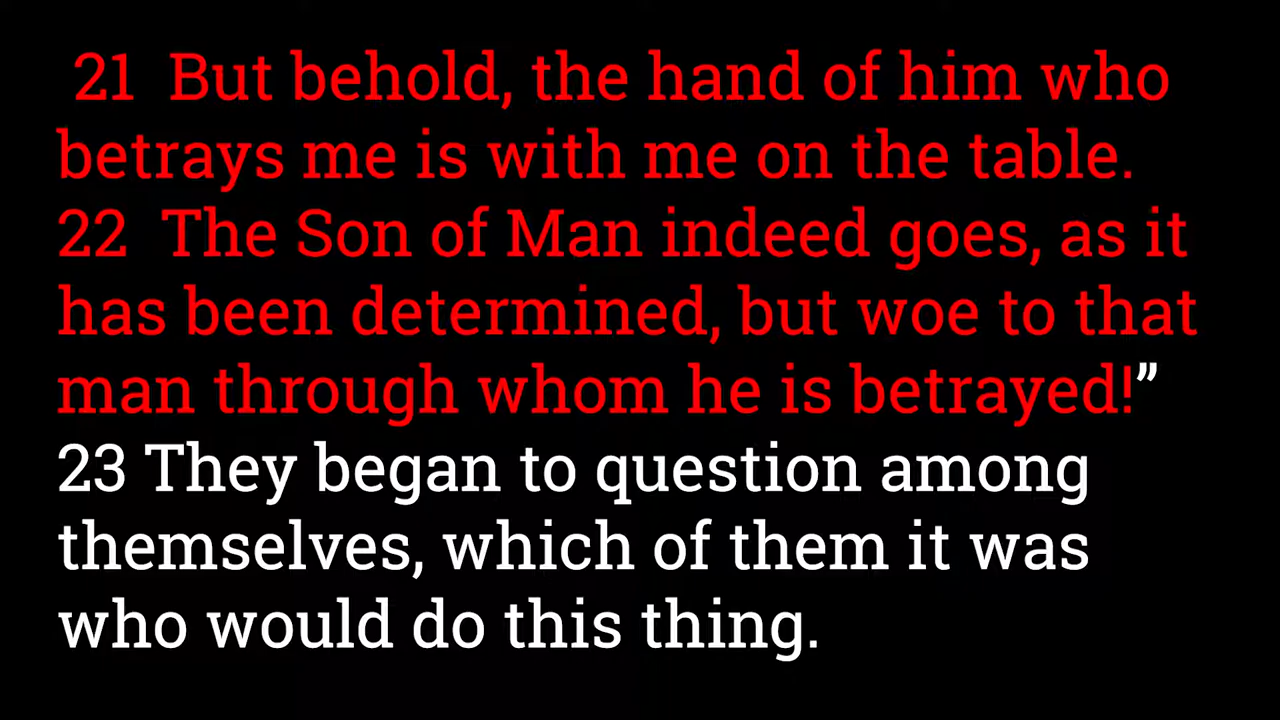 21 But behold, the hand of him who
betrays me is with me on the table.
22 The Son of Man indeed goes, as it
has been determined, but woe to that
man through whom he is betrayed!”
23 They began to question among
themselves, which of them it was
who would do this thing.